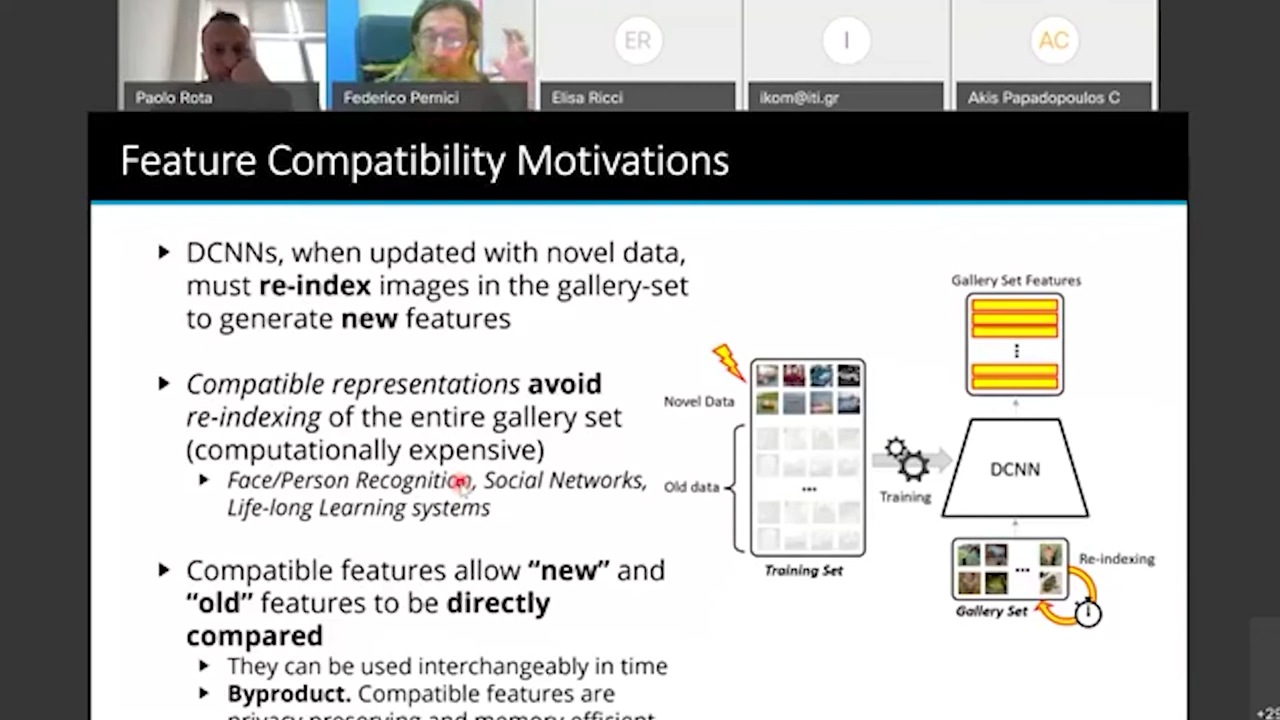 ER
I
AC
Paolo Rota
Federico Pernici
Elisa Ricci
ikom@iti.gr
Akis Papadopoulos C
Feature Compatibility Motivations
DCNNs, when updated with novel data,
must re-index images in the gallery-set
to generate new features
Compatible representations avoid
re-indexing of the entire gallery set
(computationally expensive)
Face/Person Recognition, Social Networks,
Life-long Learning systems
Compatible features allow “new” and
“old” features to be directly
compared
They can be used interchangeably in time
Byproduct. Compatible features are
privacy preserving and memory efficient
Gallery Set Features
Novel Data
Old data
...
Training Set
Training
DCNN
...
Re-indexing
Gallery Set